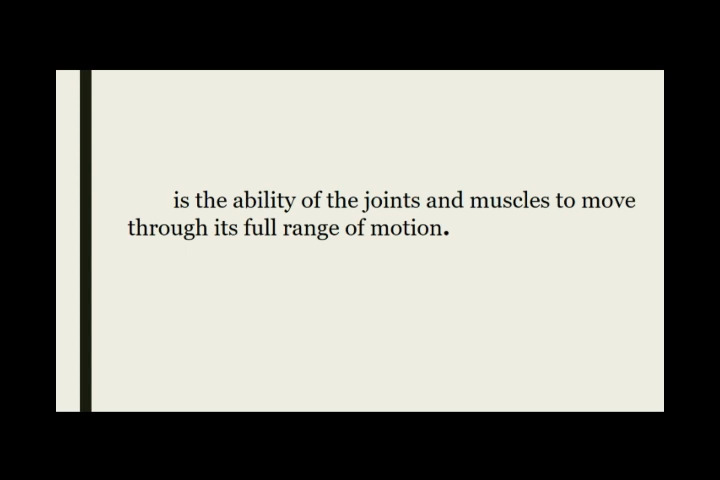 is the ability of the joints and muscles to move
through its full range of motion.